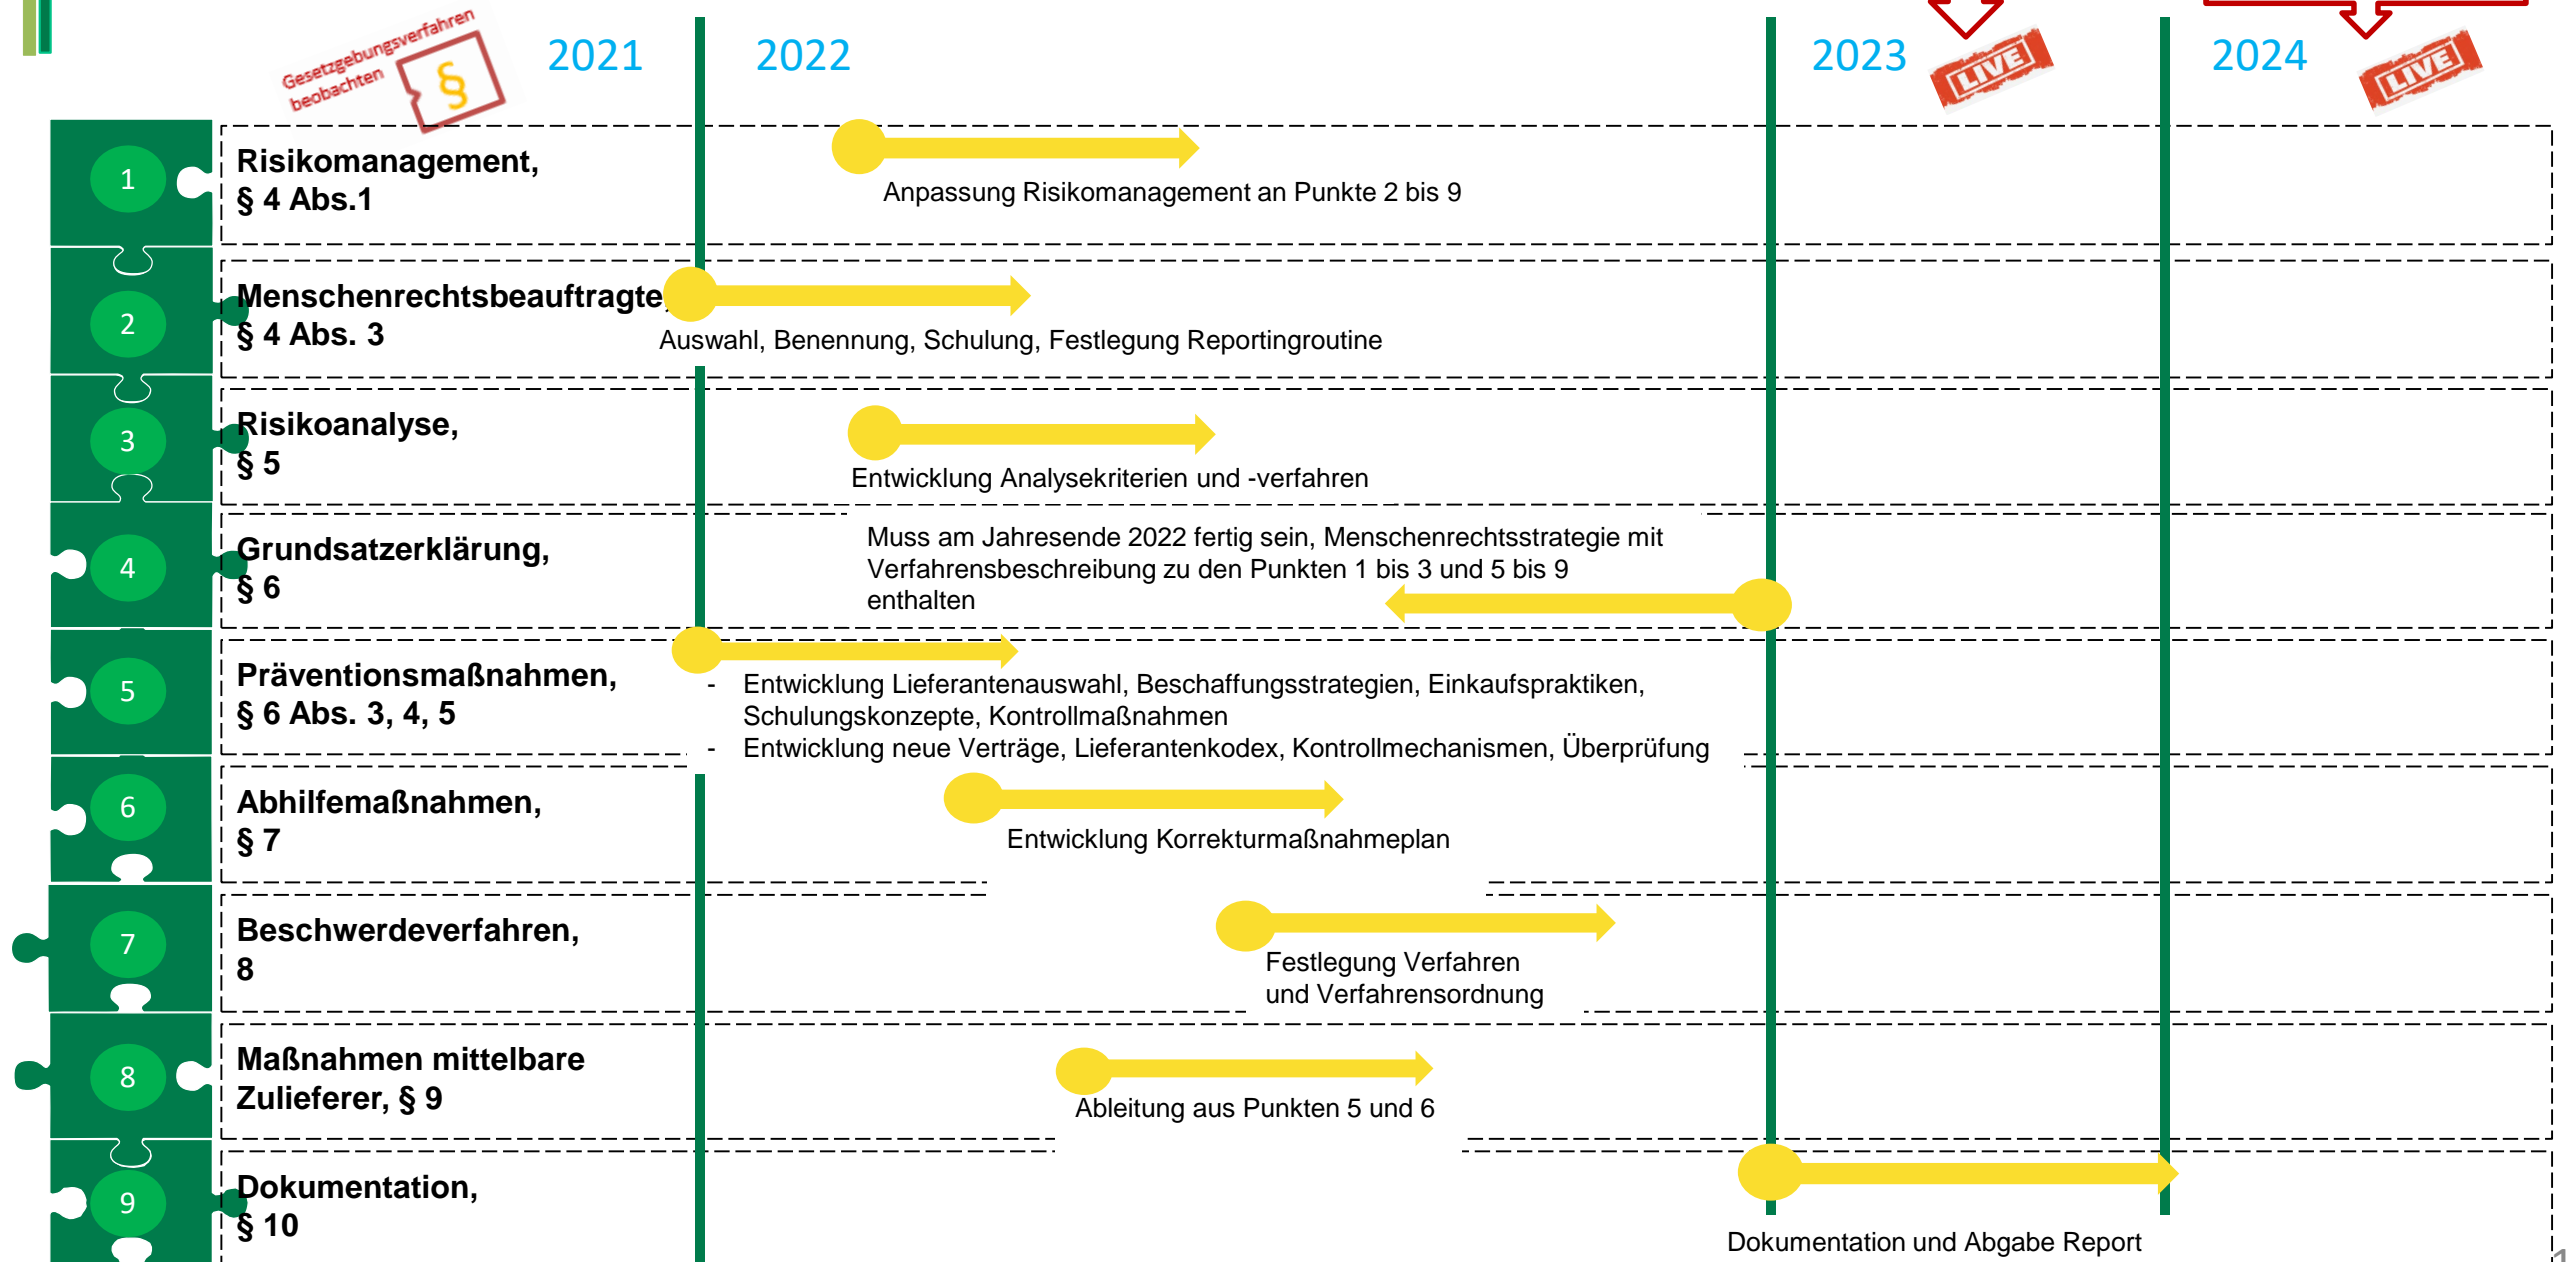 Gesetzgebungsverfahren
beobachten
§
2021
2022
2023
LIVE
2024
LIVE
1
Risikomanagement,
§ 4 Abs.1
Anpassung Risikomanagement an Punkte 2 bis 9
2
Menschenrechtsbeauftragte,
§ 4 Abs. 3
Auswahl, Benennung, Schulung, Festlegung Reportingroutine
3
Risikoanalyse,
§ 5
Entwicklung Analysekriterien und -verfahren
4
Grundsatzerklärung,
§ 6
Muss am Jahresende 2022 fertig sein, Menschenrechtsstrategie mit
Verfahrensbeschreibung zu den Punkten 1 bis 3 und 5 bis 9
enthalten
5
Präventionsmaßnahmen,
§ 6 Abs. 3, 4, 5
- Entwicklung Lieferantenauswahl, Beschaffungsstrategien, Einkaufspraktiken,
Schulungskonzepte, Kontrollmaßnahmen
- Entwicklung neue Verträge, Lieferantenkodex, Kontrollmechanismen, Überprüfung
6
Abhilfemaßnahmen,
§ 7
Entwicklung Korrekturmaßnahmeplan
7
Beschwerdeverfahren,
8
Festlegung Verfahren
und Verfahrensordnung
8
Maßnahmen mittelbare
Zulieferer, § 9
Ableitung aus Punkten 5 und 6
9
Dokumentation,
§ 10
Dokumentation und Abgabe Report